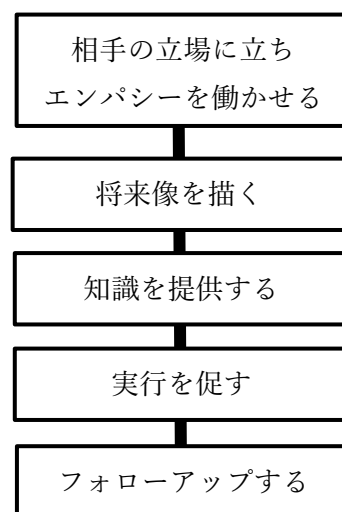 相手の立場に立ち
エンパシーを働かせる
将来像を描く
知識を提供する
実行を促す
フォローアップする